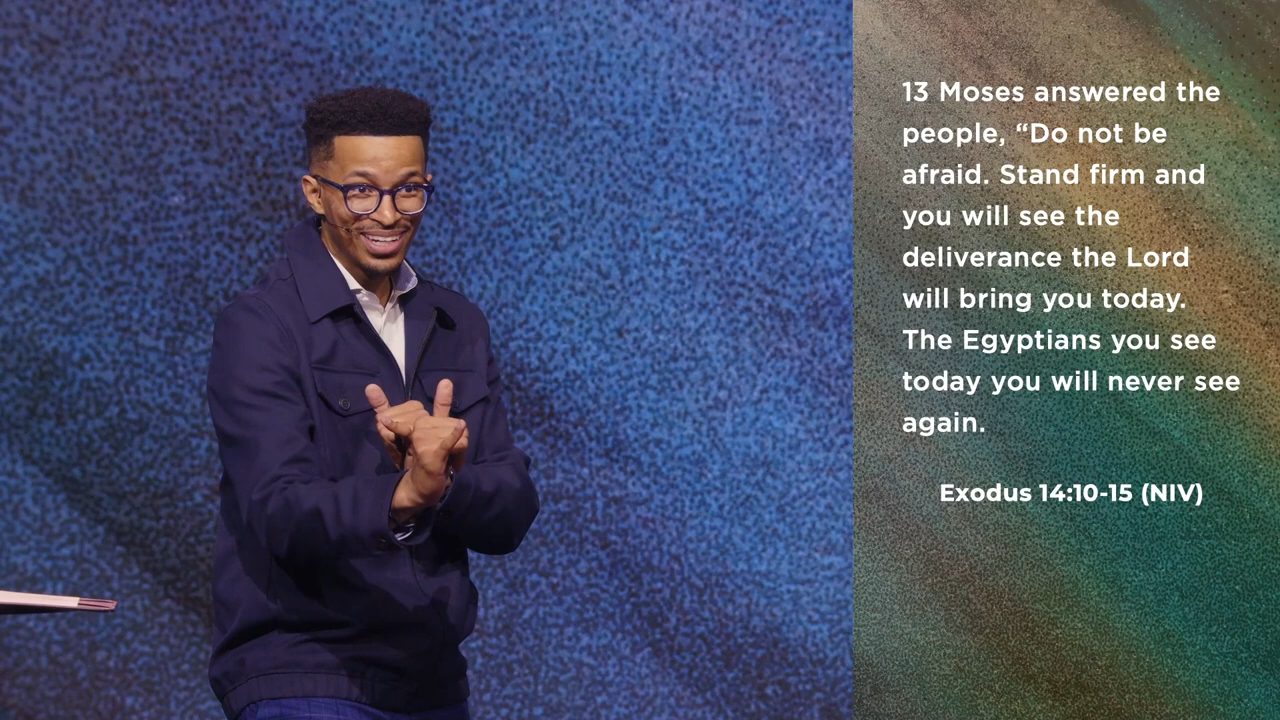 13 Moses answered the
people, “Do not be
afraid. Stand firm and
you will see the
deliverance the Lord
will bring you today.
The Egyptians you see
today you will never see
again.
Exodus 14:10-15 (NIV)